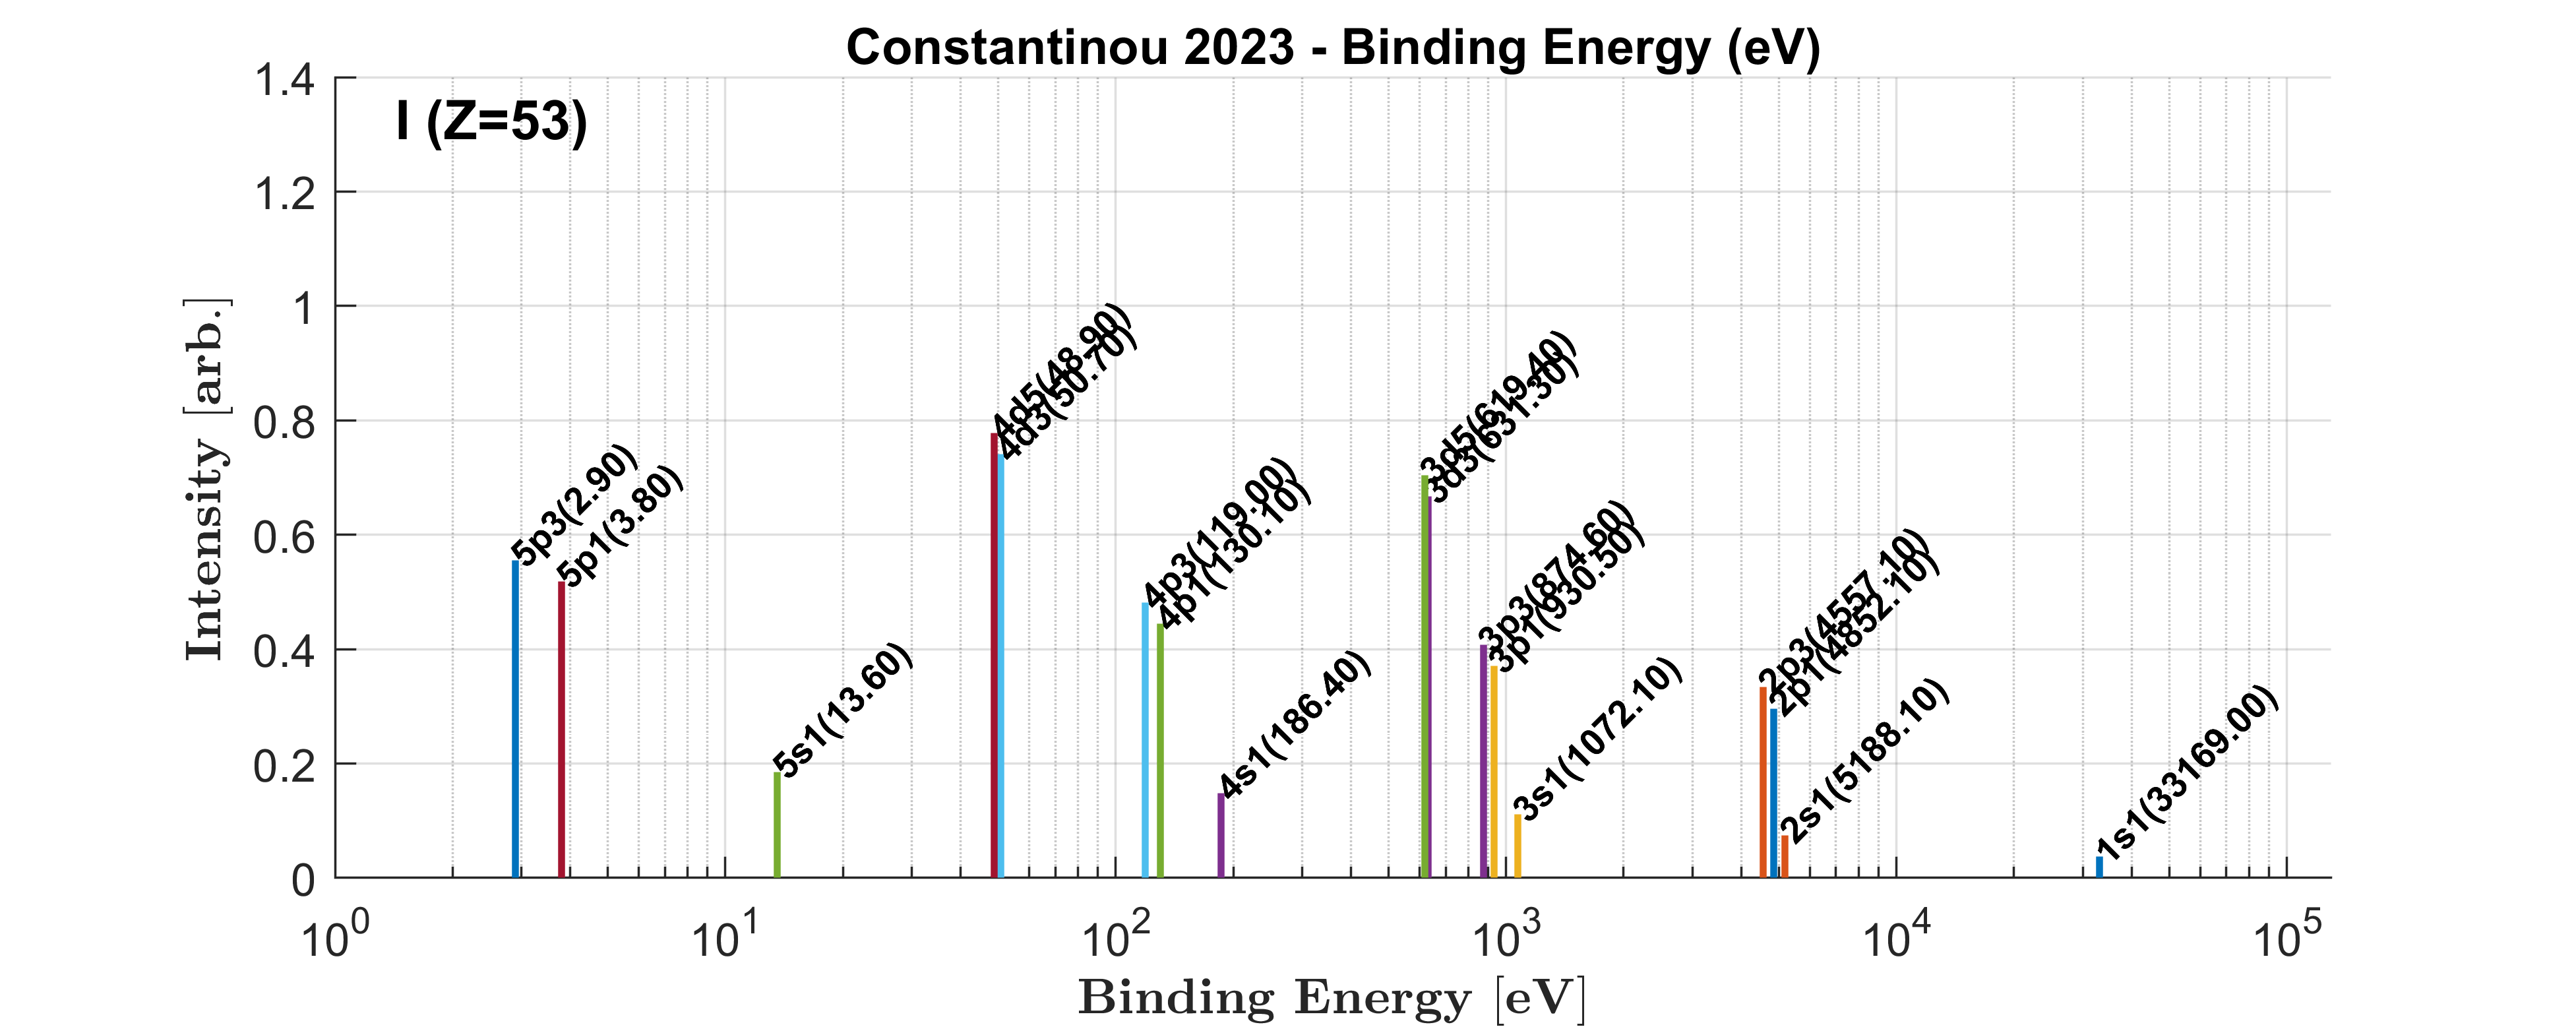 Constantinou 2023 - Binding Energy (eV)
I (Z=53)
Intensity [arb.]
1.4
1.2
1
0.8
0.6
0.4
0.2
0
5p3(2.90)
5p1(3.80)
5s1(13.60)
4d5(48.90)
4d3(50.70)
4p3(119.00)
4p1(130.10)
4s1(186.40)
3d5(619.40)
3d3(631.30)
3p3(874.60)
3p1(930.50)
3s1(1072.10)
2p3(4557.10)
2p1(4852.10)
2s1(5188.10)
1s1(33169.00)
10^0
10^1
10^2
10^3
10^4
10^5
Binding Energy [eV]